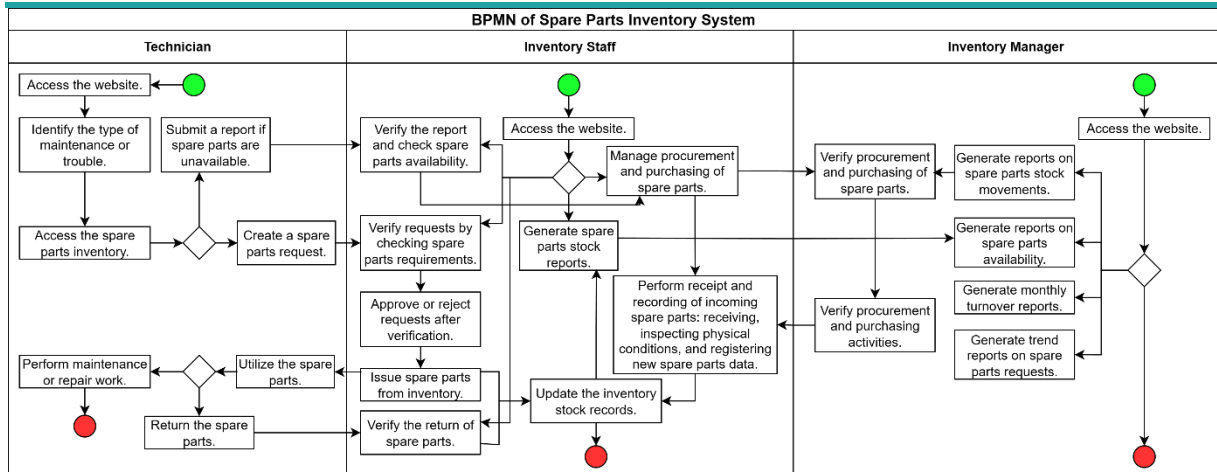 BPMN of Spare Parts Inventory System
Technician
Inventory Staff
Inventory Manager
Access the website.
Identify the type of
maintenance or
trouble.
Submit a report if
spare parts are
unavailable.
Access the spare
parts inventory.
Create a spare
parts request.
Perform maintenance
or repair work.
Utilize the spare
parts.
Return the spare
parts.
Access the website.
Verify the report
and check spare
parts availability.
Manage procurement
and purchasing of
spare parts.
Verify requests by
checking spare
parts requirements.
Generate spare
parts stock
reports.
Approve or reject
requests after
verification.
Perform receipt and
recording of incoming
spare parts: receiving,
inspecting physical
conditions, and registering
new spare parts data.
Issue spare parts
from inventory.
Update the inventory
stock records.
Verify the return of
spare parts.
Access the website.
Verify procurement
and purchasing of
spare parts.
Generate reports on
spare parts stock
movements.
Generate reports on
spare parts
availability.
Generate monthly
turnover reports.
Verify procurement
and purchasing
activities.
Generate trend
reports on spare
parts requests.